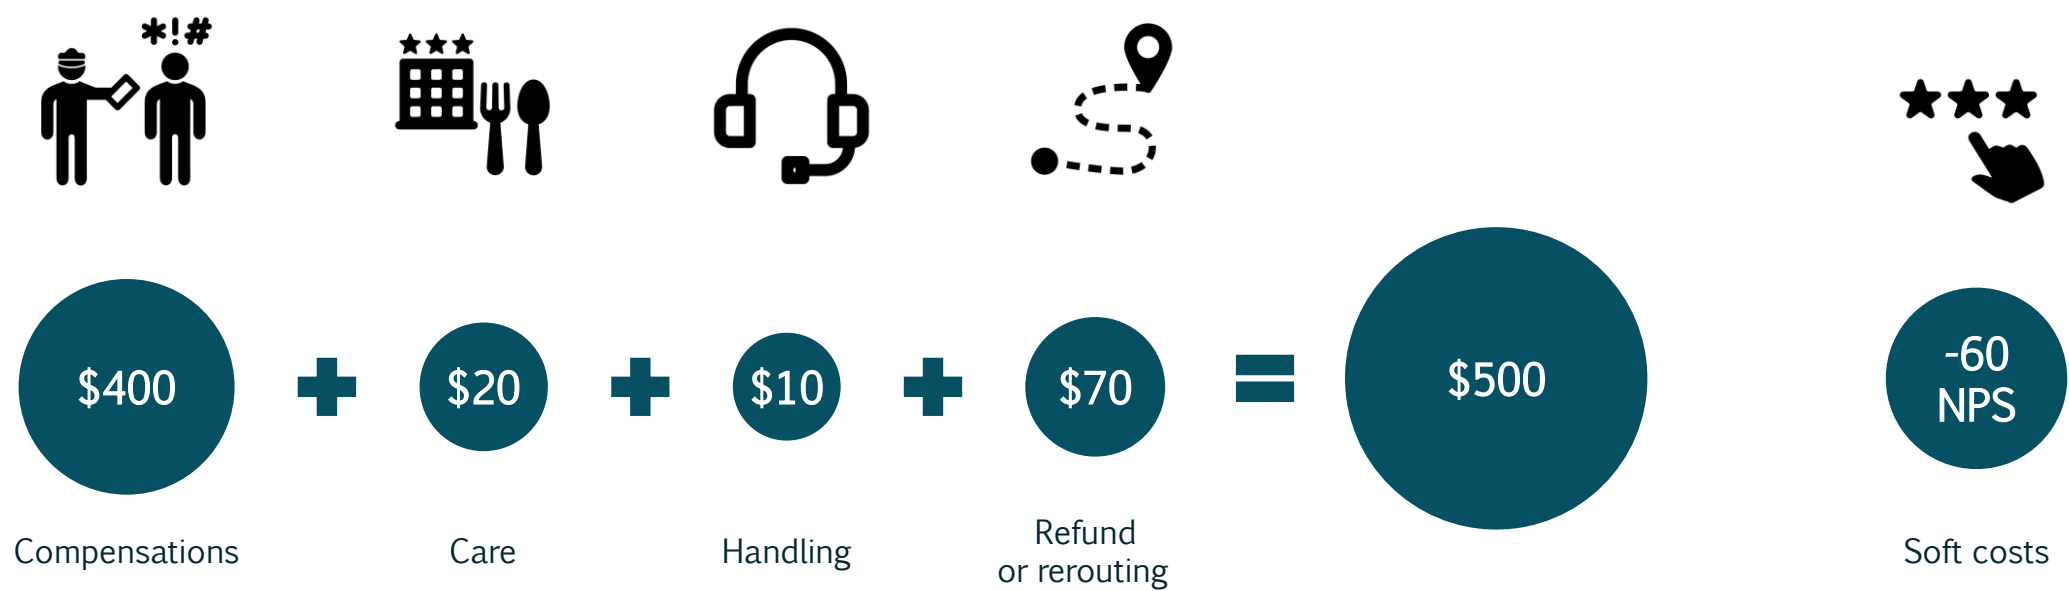 *!#
$400
+
$20
+
$10
+
$70
=
$500
-60
NPS
Compensations
Care
Handling
Refund
or rerouting
Soft costs